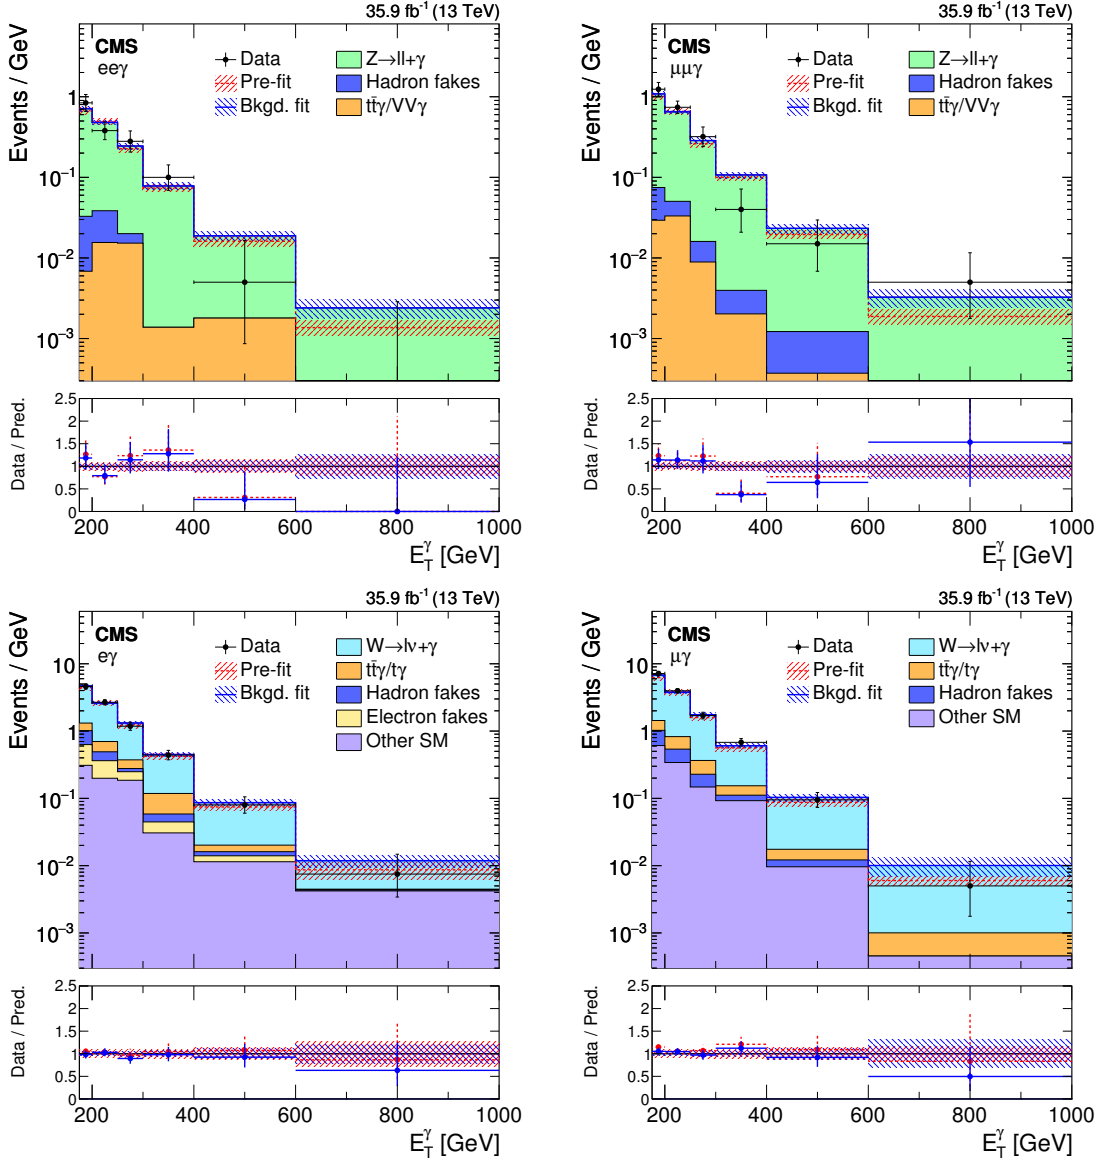 35.9 fb⁻¹ (13 TeV)
CMS
eeγ
Data
Pre-fit
Bkgd. fit
Z→ll+γ
Hadron fakes
tt̄γ/VVγ
Events / GeV
1
10⁻¹
10⁻²
10⁻³
Data / Pred.
2.5
2
1.5
1
0.5
0
200 400 600 800 1000
E_T^γ [GeV]
35.9 fb⁻¹ (13 TeV)
CMS
μμγ
Data
Pre-fit
Bkgd. fit
Z→ll+γ
Hadron fakes
tt̄γ/VVγ
Events / GeV
1
10⁻¹
10⁻²
10⁻³
Data / Pred.
2.5
2
1.5
1
0.5
0
200 400 600 800 1000
E_T^γ [GeV]
35.9 fb⁻¹ (13 TeV)
CMS
eγ
Data
Pre-fit
Bkgd. fit
W→lν+γ
tt̄γ/tγ
Hadron fakes
Electron fakes
Other SM
Events / GeV
10
1
10⁻¹
10⁻²
10⁻³
Data / Pred.
2.5
2
1.5
1
0.5
0
200 400 600 800 1000
E_T^γ [GeV]
35.9 fb⁻¹ (13 TeV)
CMS
μγ
Data
Pre-fit
Bkgd. fit
W→lν+γ
tt̄γ/tγ
Hadron fakes
Other SM
Events / GeV
10
1
10⁻¹
10⁻²
10⁻³
Data / Pred.
2.5
2
1.5
1
0.5
0
200 400 600 800 1000
E_T^γ [GeV]